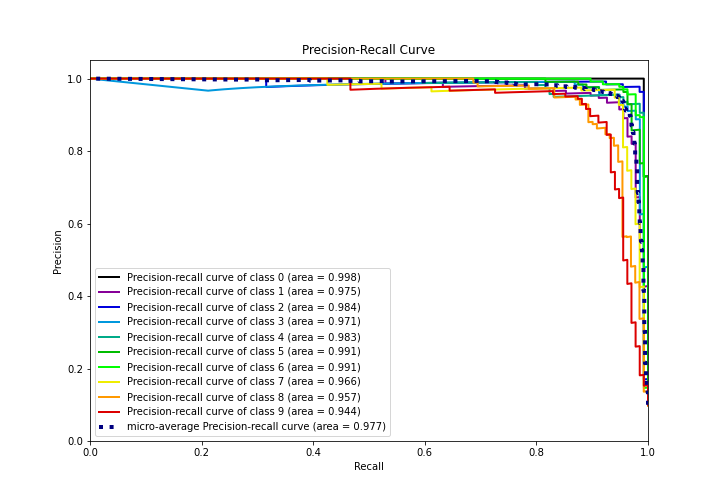 Precision-Recall Curve
1.0
0.8
0.6
0.4
0.2
0.0
Precision
Precision-recall curve of class 0 (area = 0.998)
Precision-recall curve of class 1 (area = 0.975)
Precision-recall curve of class 2 (area = 0.984)
Precision-recall curve of class 3 (area = 0.971)
Precision-recall curve of class 4 (area = 0.983)
Precision-recall curve of class 5 (area = 0.991)
Precision-recall curve of class 6 (area = 0.991)
Precision-recall curve of class 7 (area = 0.966)
Precision-recall curve of class 8 (area = 0.957)
Precision-recall curve of class 9 (area = 0.944)
micro-average Precision-recall curve (area = 0.977)
0.0 0.2 0.4 0.6 0.8 1.0
Recall